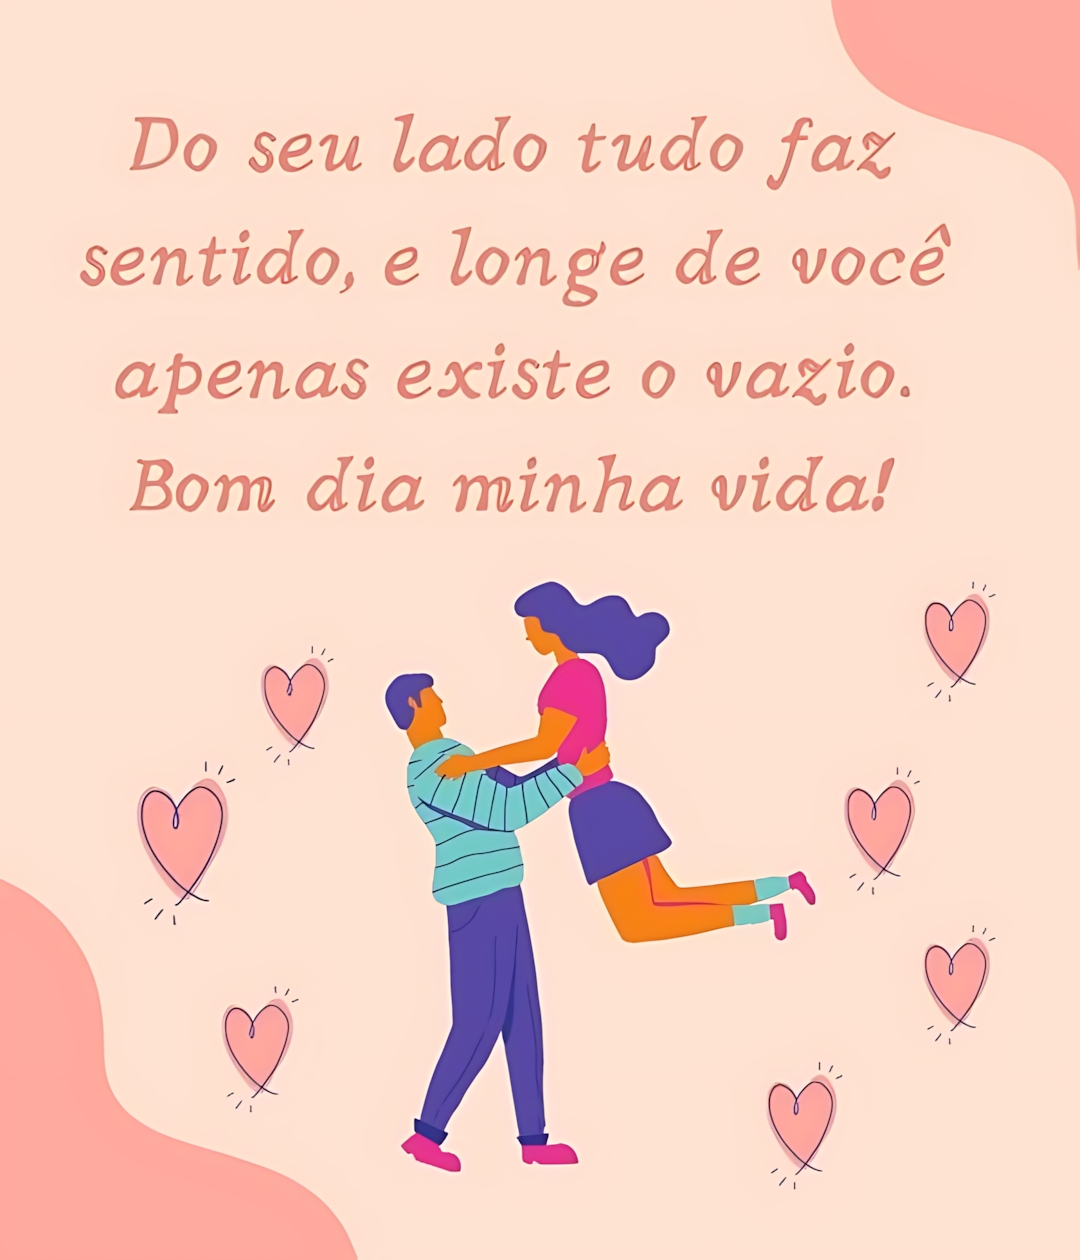 Do seu lado tudo faz
sentido, e longe de você
apenas existe o vazio.
Bom dia minha vida!